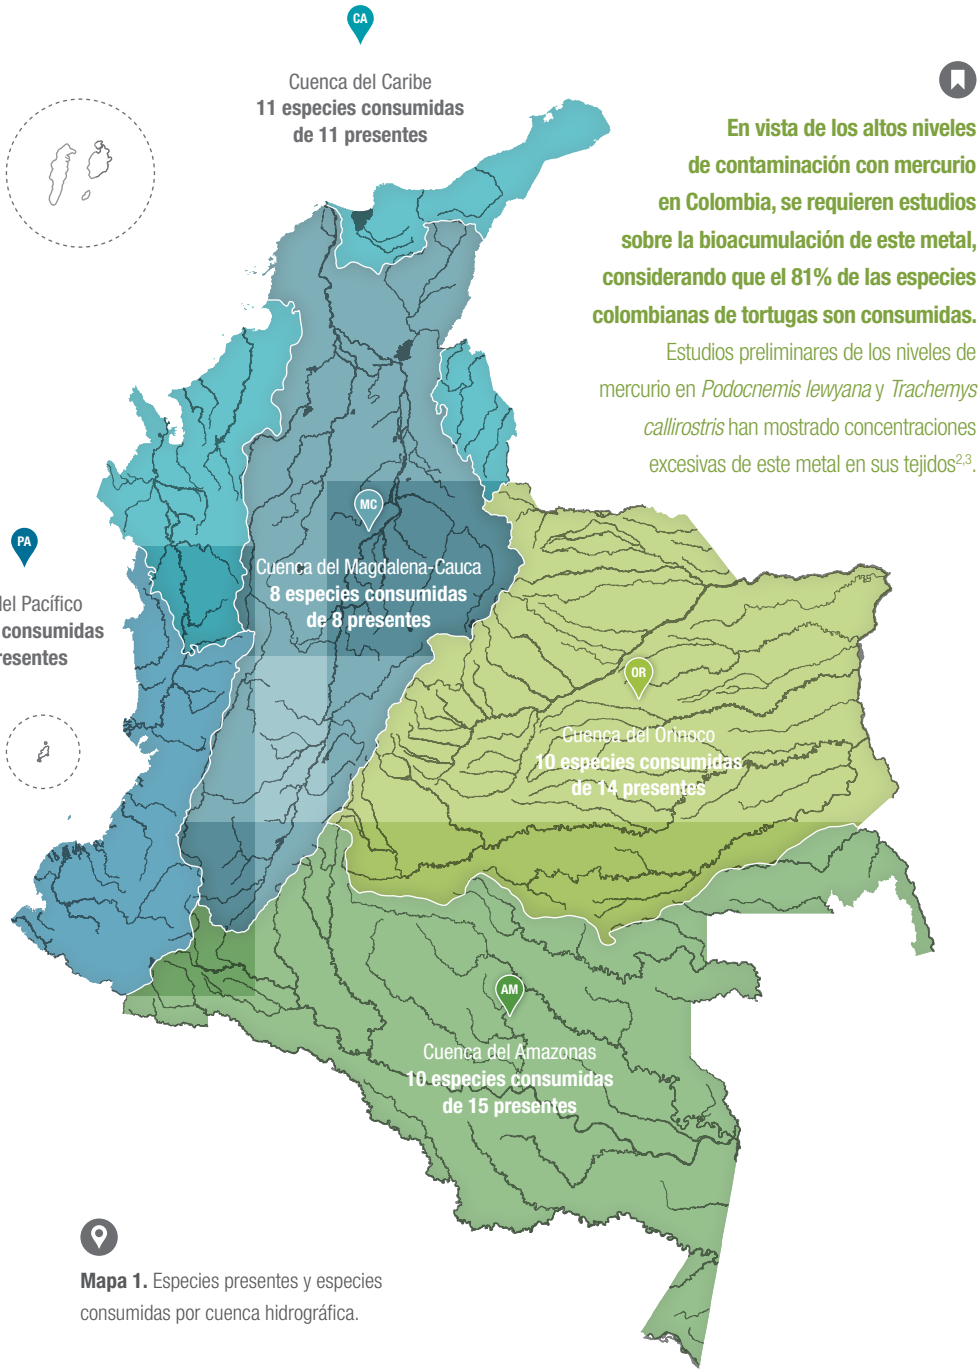 CA
Cuenca del Caribe
11 especies consumidas
de 11 presentes
En vista de los altos niveles
de contaminación con mercurio
en Colombia, se requieren estudios
sobre la bioacumulación de este metal,
considerando que el 81% de las especies
colombianas de tortugas son consumidas.
Estudios preliminares de los niveles de
mercurio en Podocnemis lewyana y Trachemys
callirostris han mostrado concentraciones
excesivas de este metal en sus tejidos2,3.
MC
Cuenca del Magdalena-Cauca
8 especies consumidas
de 8 presentes
PA
del Pacífico
consumidas
OR
Cuenca del Orinoco
10 especies consumidas
de 14 presentes
AM
Cuenca del Amazonas
10 especies consumidas
de 15 presentes
Mapa 1. Especies presentes y especies
consumidas por cuenca hidrográfica.